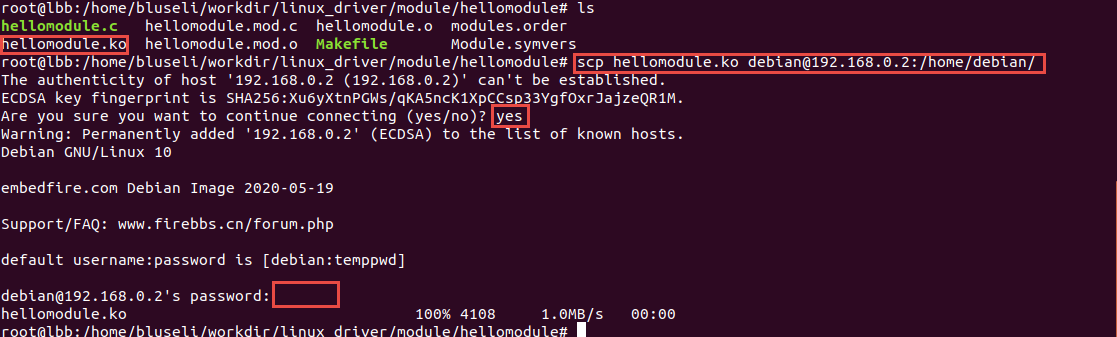 root@lbb:/home/bluseli/workdir/linux_driver/module/hellomodule# ls
hellomodule.c hellomodule.mod.c hellomodule.o modules.order
hellomodule.ko hellomodule.mod.o Makefile Module.symvers
root@lbb:/home/bluseli/workdir/linux_driver/module/hellomodule# scp hellomodule.ko debian@192.168.0.2:/home/debian/
The authenticity of host '192.168.0.2 (192.168.0.2)' can't be established.
ECDSA key fingerprint is SHA256:Xu6yXtnPGWs/qKA5ncK1XpCCsp33YgfOxrJajzeQR1M.
Are you sure you want to continue connecting (yes/no)? yes
Warning: Permanently added '192.168.0.2' (ECDSA) to the list of known hosts.
Debian GNU/Linux 10
embedfire.com Debian Image 2020-05-19
Support/FAQ: www.firebbs.cn/forum.php
default username:password is [debian:temppwd]
debian@192.168.0.2's password:
hellomodule.ko 100% 4108 1.0MB/s 00:00
root@lbb:/home/bluseli/workdir/linux_driver/module/hellomodule#